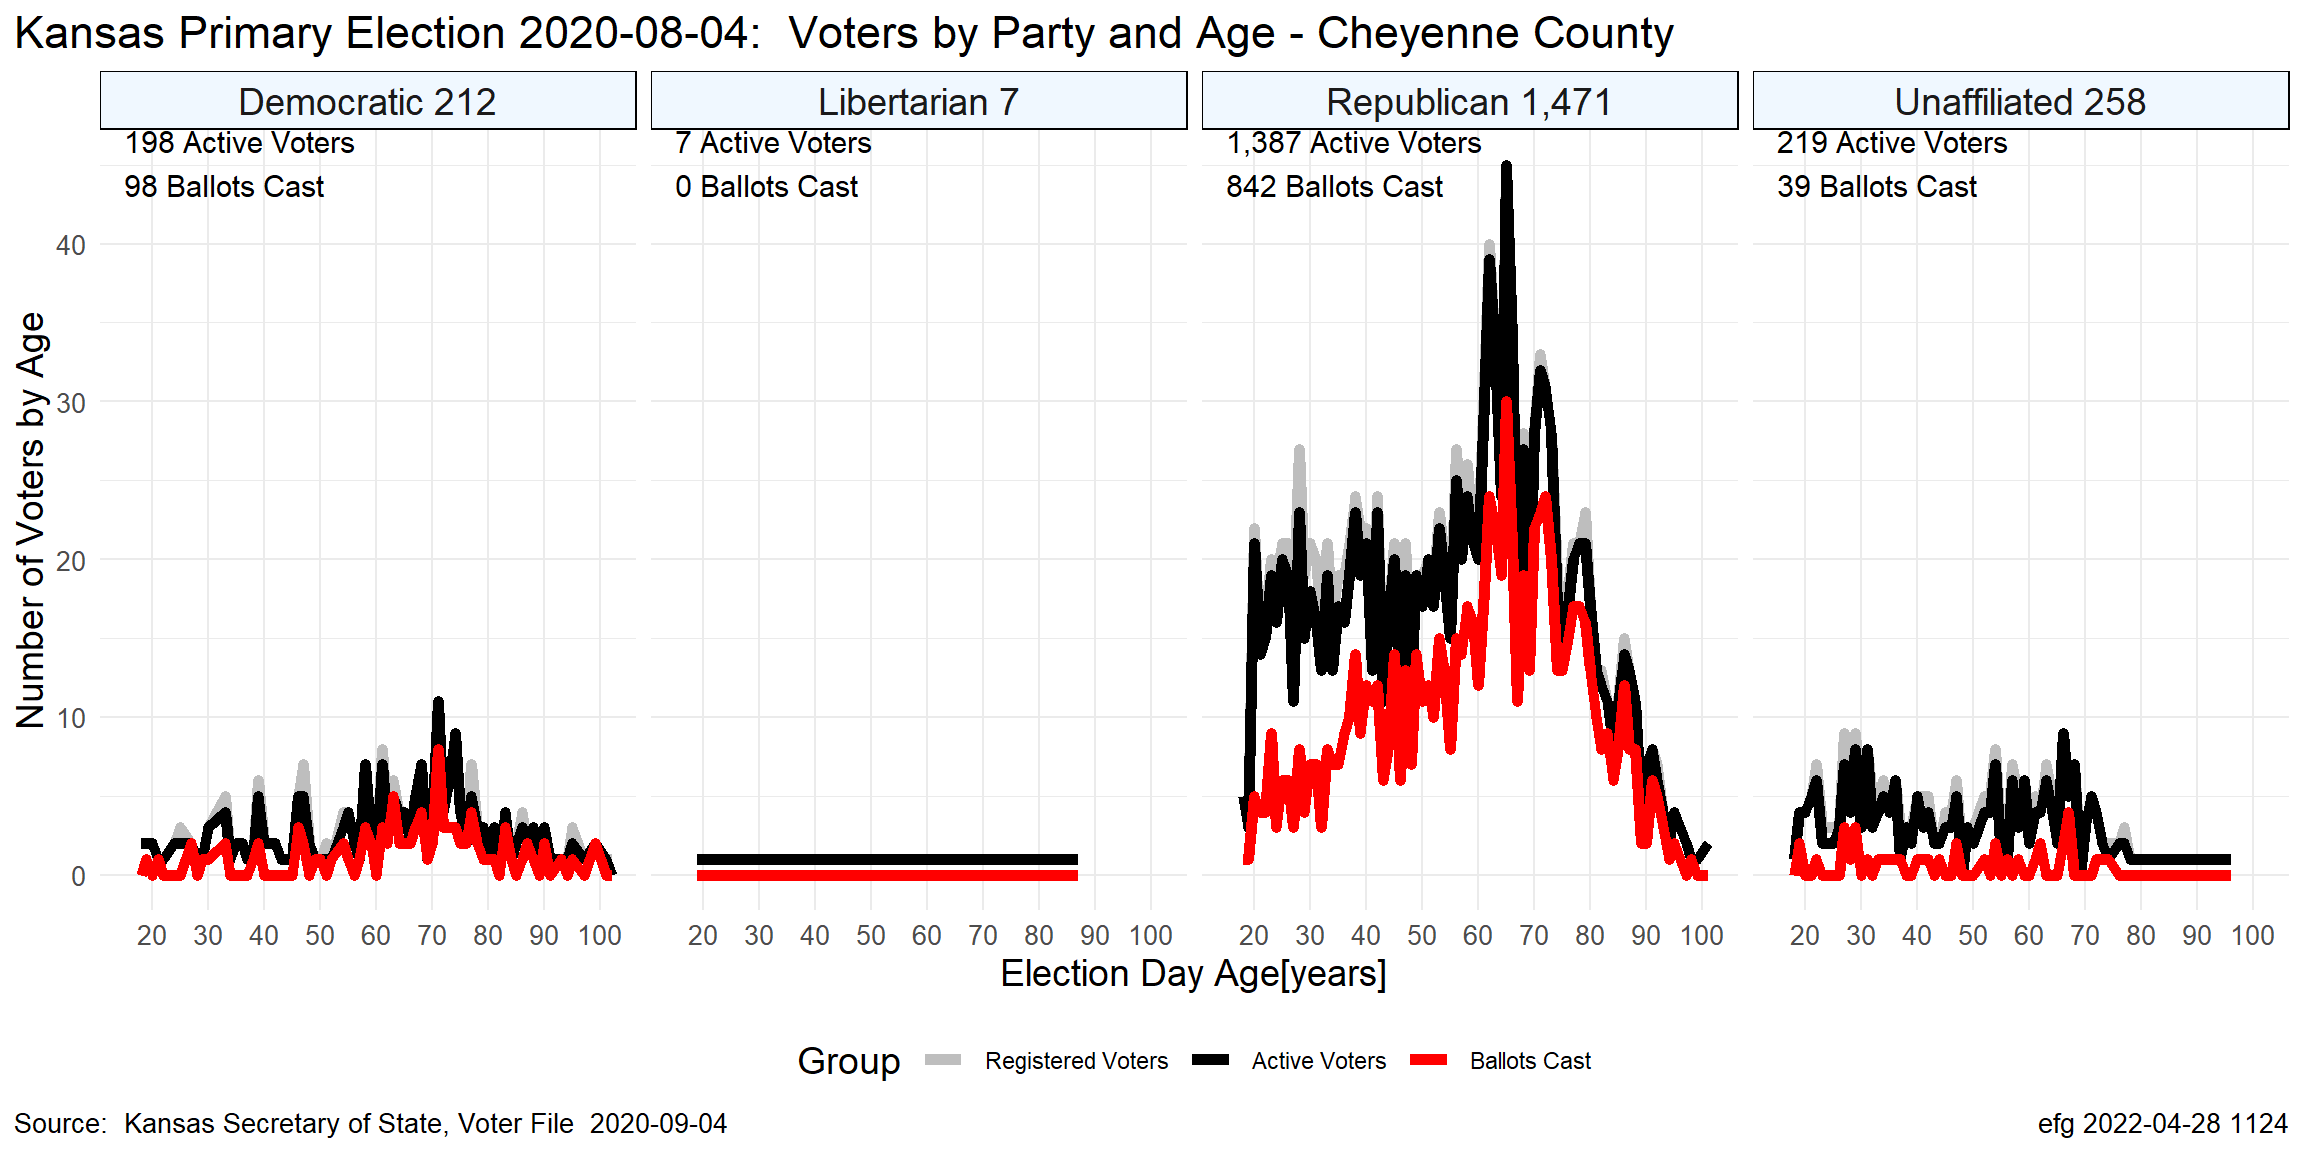 Kansas Primary Election 2020-08-04:  Voters by Party and Age - Cheyenne County
Democratic 212
Libertarian 7
Republican 1,471
Unaffiliated 258
198 Active Voters
98 Ballots Cast
7 Active Voters
0 Ballots Cast
1,387 Active Voters
842 Ballots Cast
219 Active Voters
39 Ballots Cast
Number of Voters by Age
40
30
20
10
0
20 30 40 50 60 70 80 90 100
20 30 40 50 60 70 80 90 100
20 30 40 50 60 70 80 90 100
20 30 40 50 60 70 80 90 100
Election Day Age[years]
Group Registered Voters Active Voters Ballots Cast
Source:  Kansas Secretary of State, Voter File  2020-09-04
efg 2022-04-28 1124